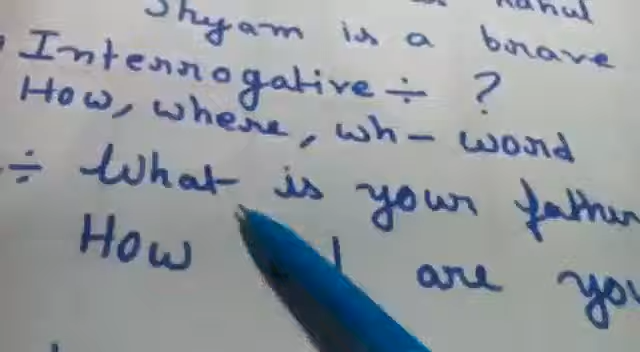 Shyam is a brave
Interrogative ÷ ?
How, where, wh- word
÷ What is your father
How are you